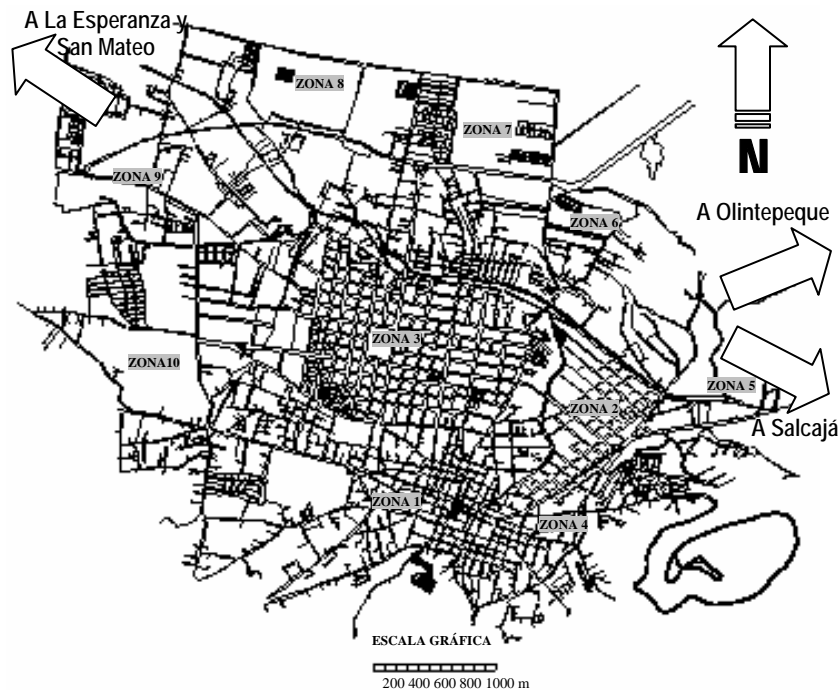 A La Esperanza y
San Mateo
N
ZONA 8
ZONA 7
ZONA 9
ZONA 6
A Olintepeque
ZONA 3
ZONA10
ZONA 5
ZONA 2
A Salcajá
ZONA 1
ZONA 4
ESCALA GRÁFICA
200 400 600 800 1000 m